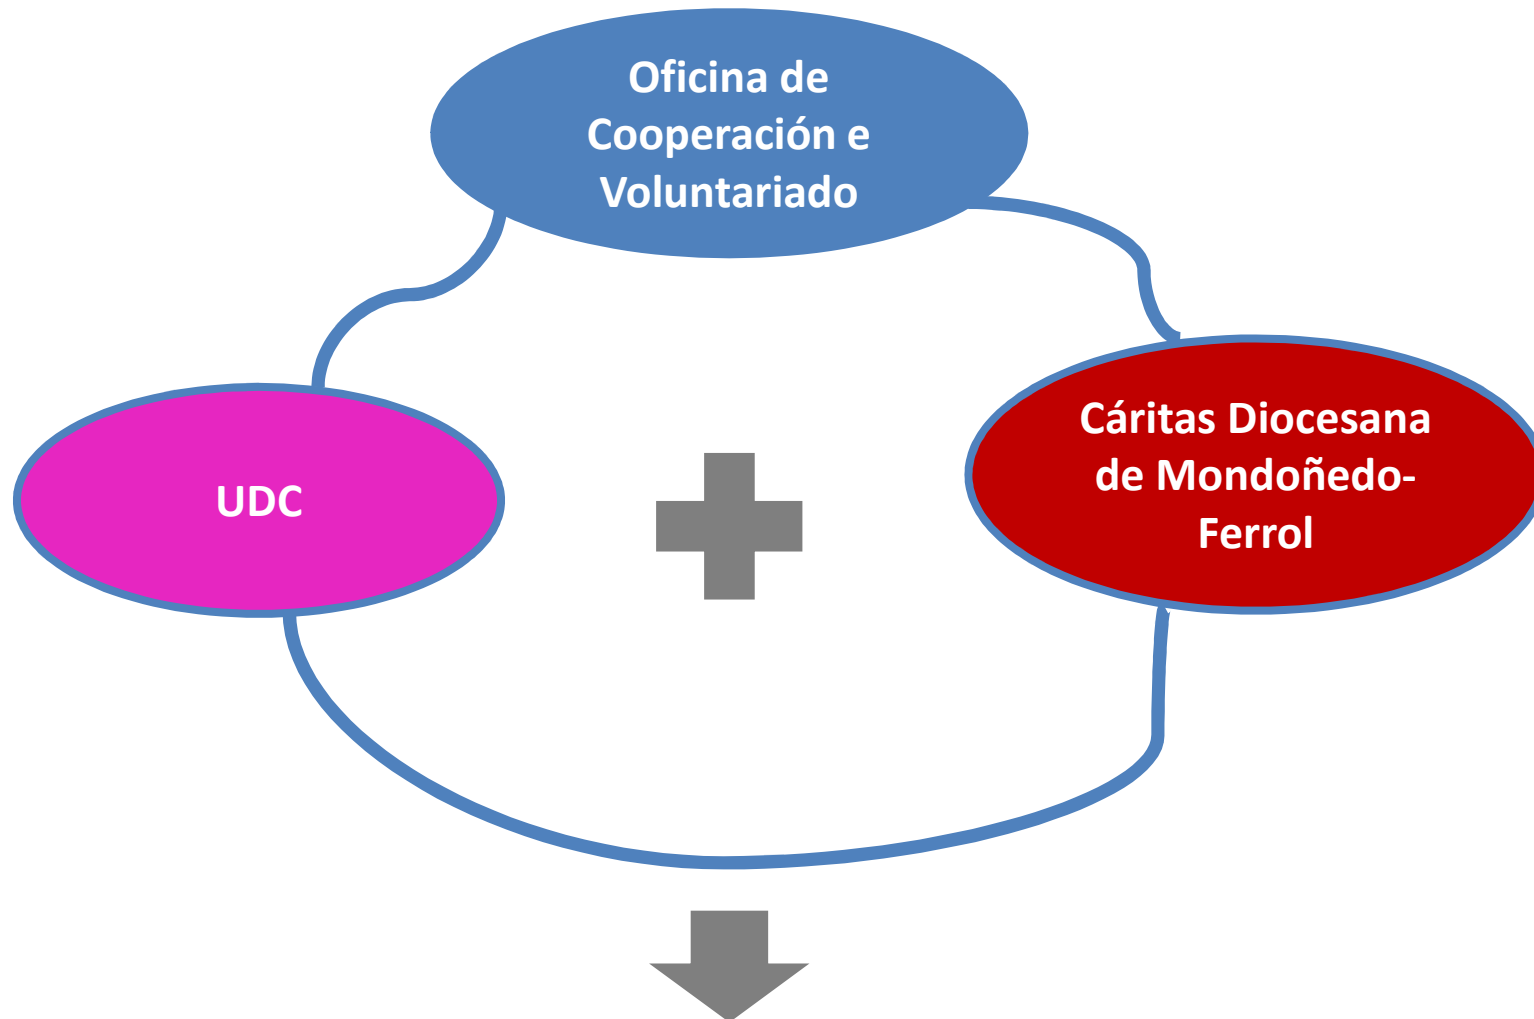 Oficina de
Cooperación e
Voluntariado
UDC
Cáritas Diocesana
de Mondoñedo-
Ferrol